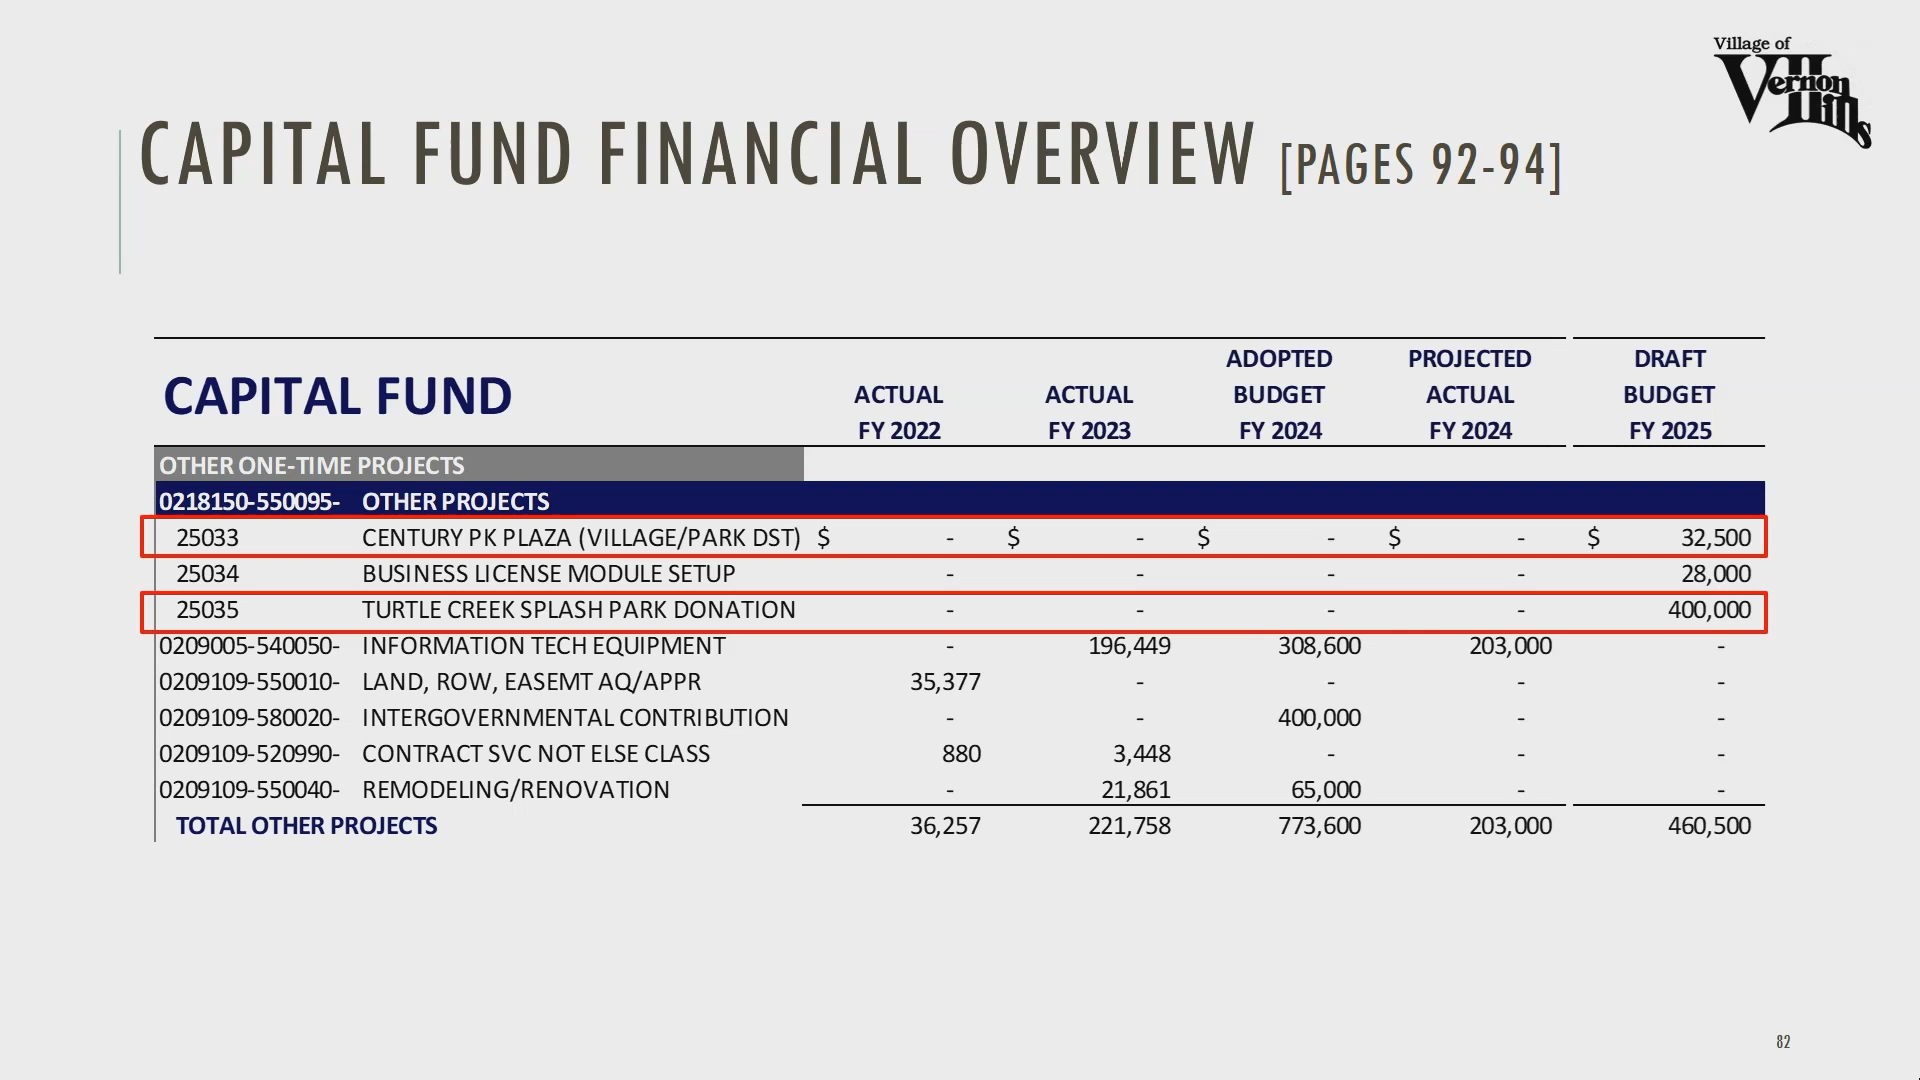 Village of
Vernon
Hills
CAPITAL FUND FINANCIAL OVERVIEW [PAGES 92-94]
CAPITAL FUND
ACTUAL FY 2022
ACTUAL FY 2023
ADOPTED BUDGET FY 2024
PROJECTED ACTUAL FY 2024
DRAFT BUDGET FY 2025
OTHER ONE-TIME PROJECTS
0218150-550095- OTHER PROJECTS
25033 CENTURY PK PLAZA (VILLAGE/PARK DST) $ - $ - $ - $ - $ 32,500
25034 BUSINESS LICENSE MODULE SETUP - - - - 28,000
25035 TURTLE CREEK SPLASH PARK DONATION - - - - 400,000
0209005-540050- INFORMATION TECH EQUIPMENT - 196,449 308,600 203,000 -
0209109-550010- LAND, ROW, EASEMT AQ/APPR 35,377 - - - -
0209109-580020- INTERGOVERNMENTAL CONTRIBUTION - - 400,000 - -
0209109-520990- CONTRACT SVC NOT ELSE CLASS 880 3,448 - - -
0209109-550040- REMODELING/RENOVATION - 21,861 65,000 - -
TOTAL OTHER PROJECTS 36,257 221,758 773,600 203,000 460,500
82